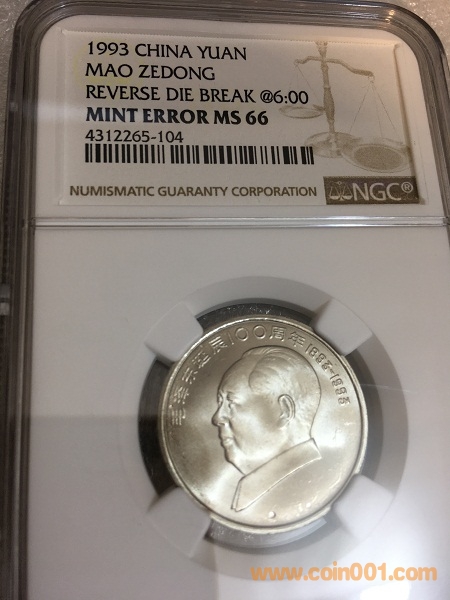 1993 CHINA YUAN
MAO ZEDONG
REVERSE DIE BREAK @6:00
MINT ERROR MS 66
4312265-104
NUMISMATIC GUARANTY CORPORATION
NGC®
毛泽东诞辰100周年 1893-1993
www.coin001.com